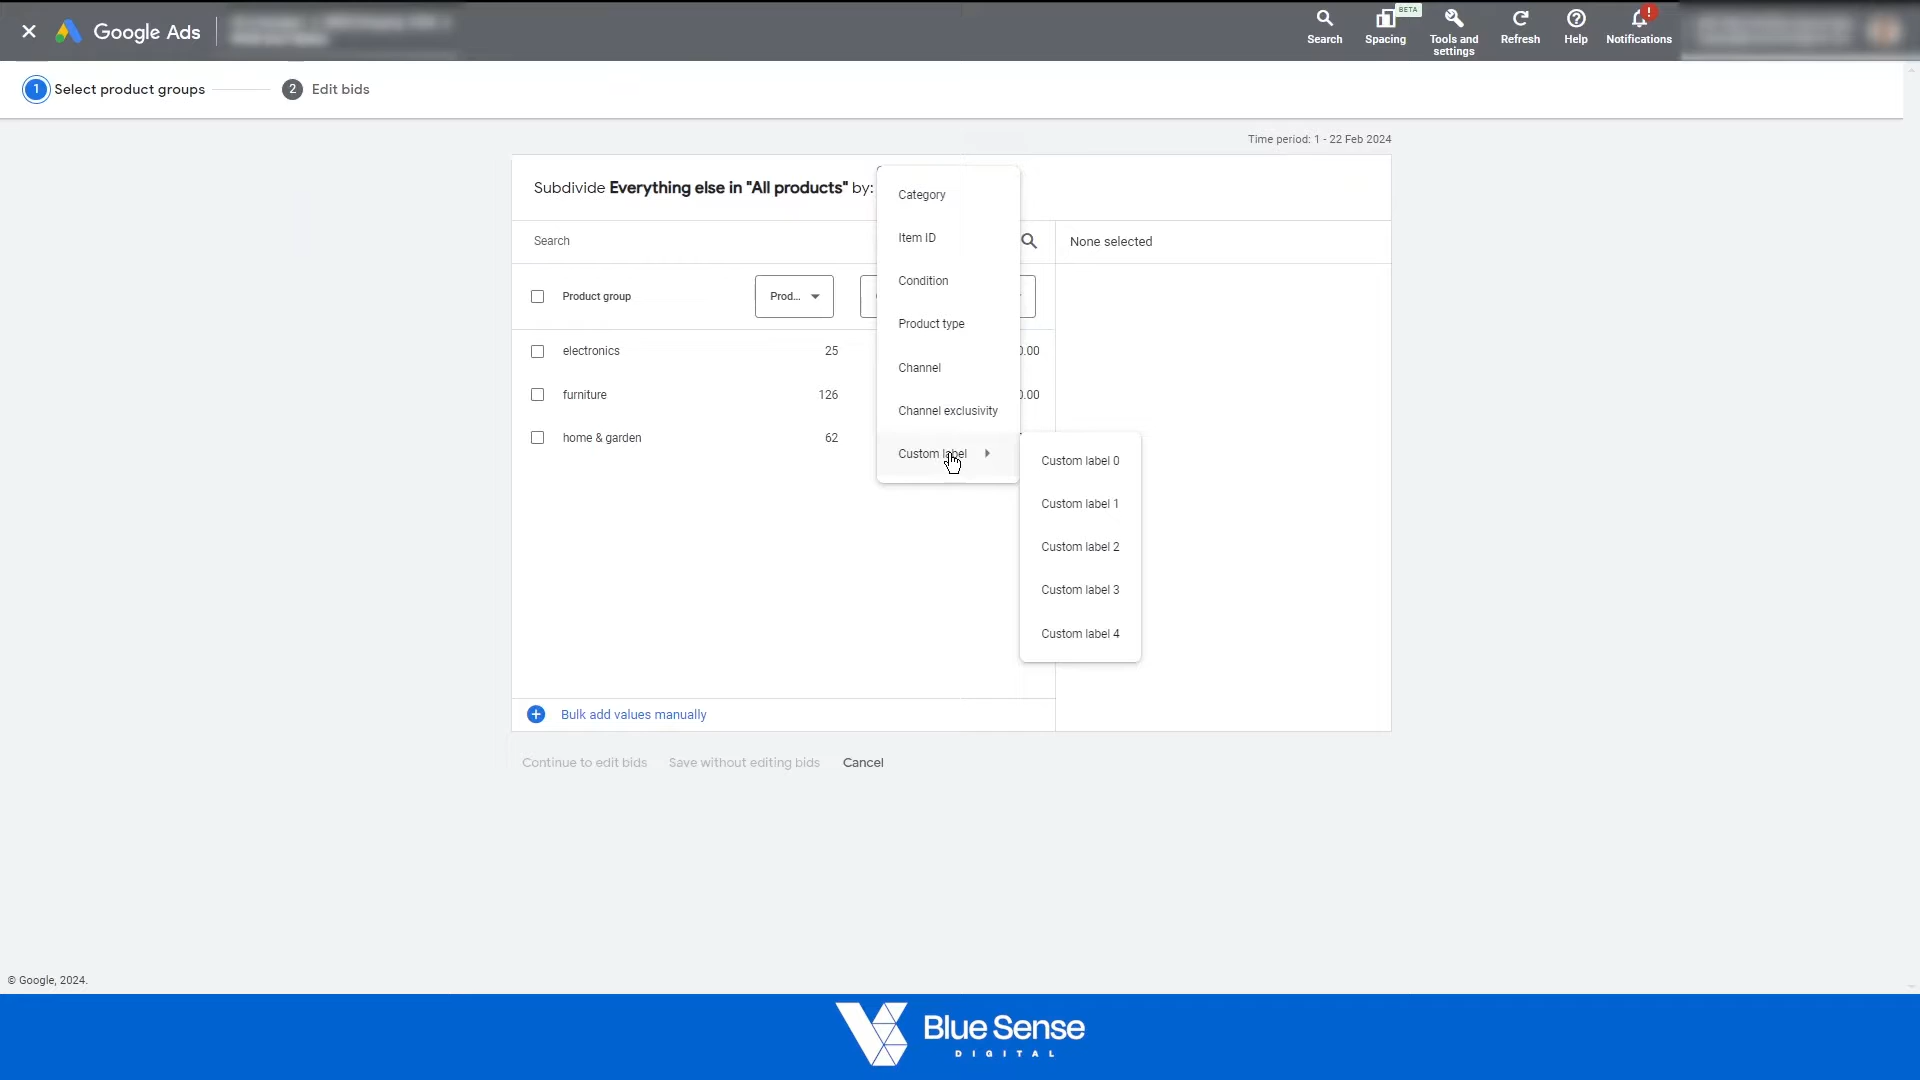 Google Ads
Search
BETA
Spacing
Tools and
settings
Refresh
Help
!
Notifications
1 Select product groups
2 Edit bids
Time period: 1 - 22 Feb 2024
Subdivide Everything else in "All products" by:
Category
Item ID
Condition
Product type
Channel
Channel exclusivity
Custom label
Custom label 0
Custom label 1
Custom label 2
Custom label 3
Custom label 4
Search
None selected
Product group
Prod...
electronics 25 0.00
furniture 126 0.00
home & garden 62
Bulk add values manually
Continue to edit bids Save without editing bids Cancel
© Google, 2024.
Blue Sense
DIGITAL